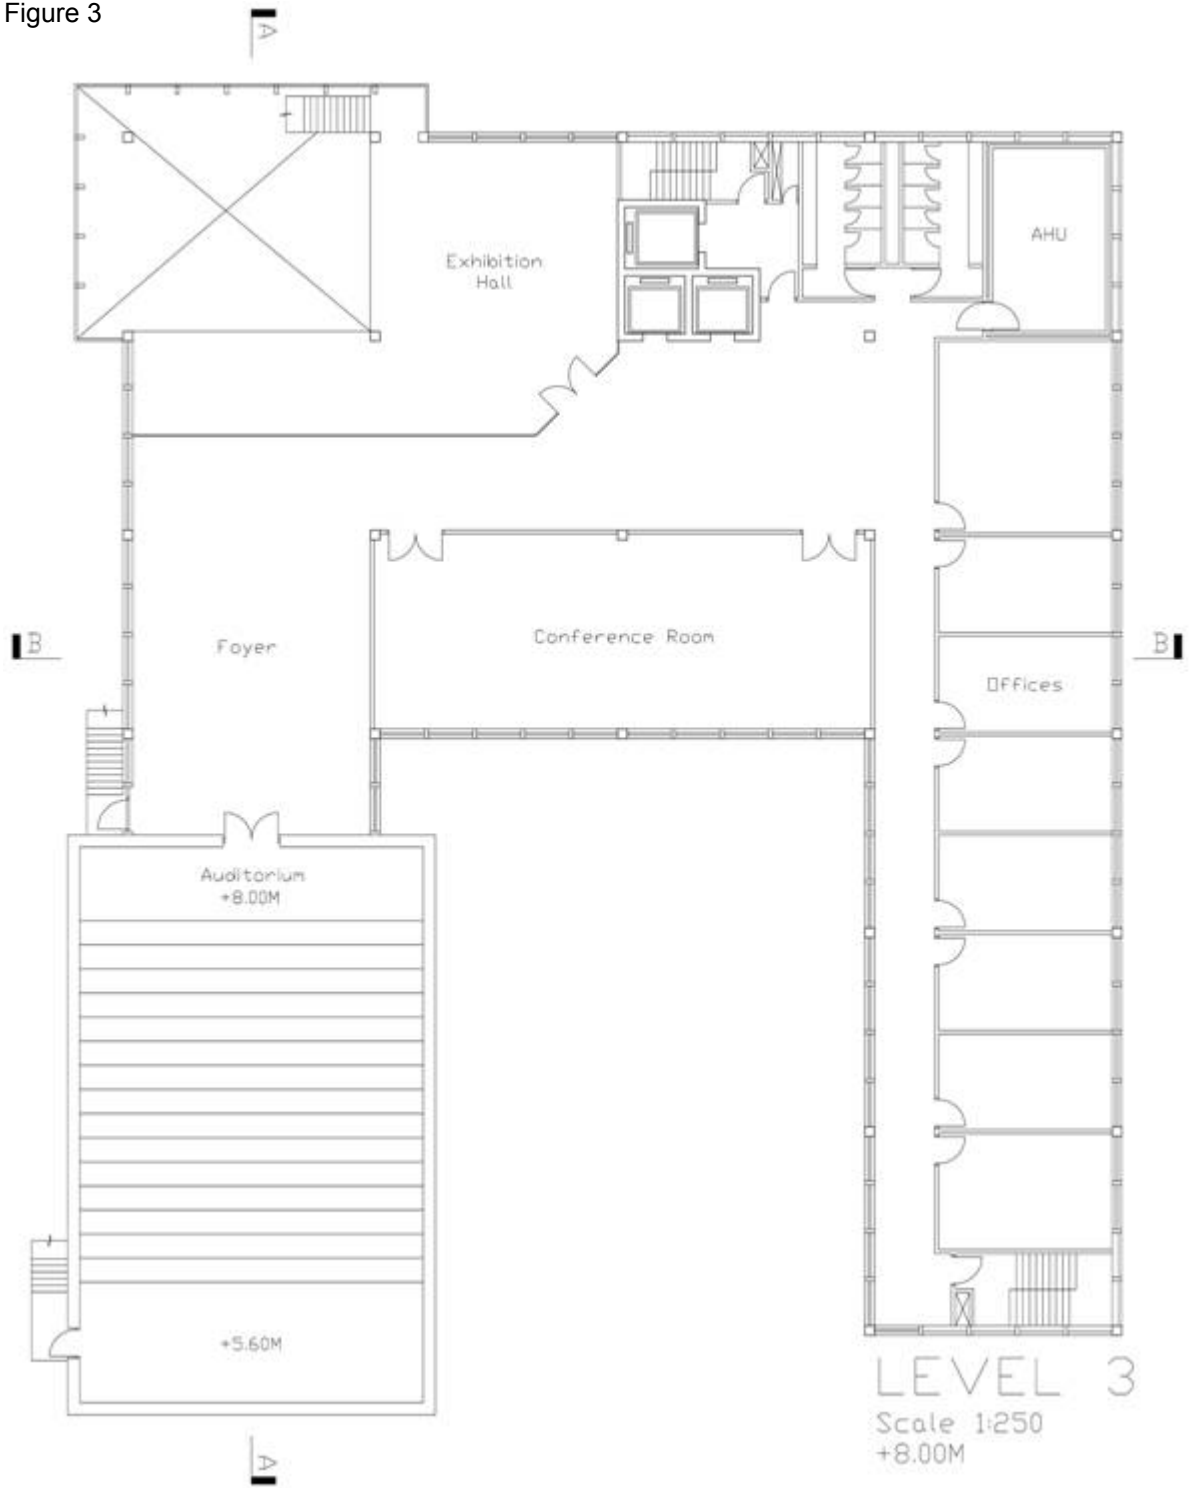 Figure 3
A
Exhibition
Hall
AHU
Foyer
Conference Room
B
B
Offices
Auditorium
+8.00M
+5.60M
LEVEL 3
Scale 1:250
+8.00M
A